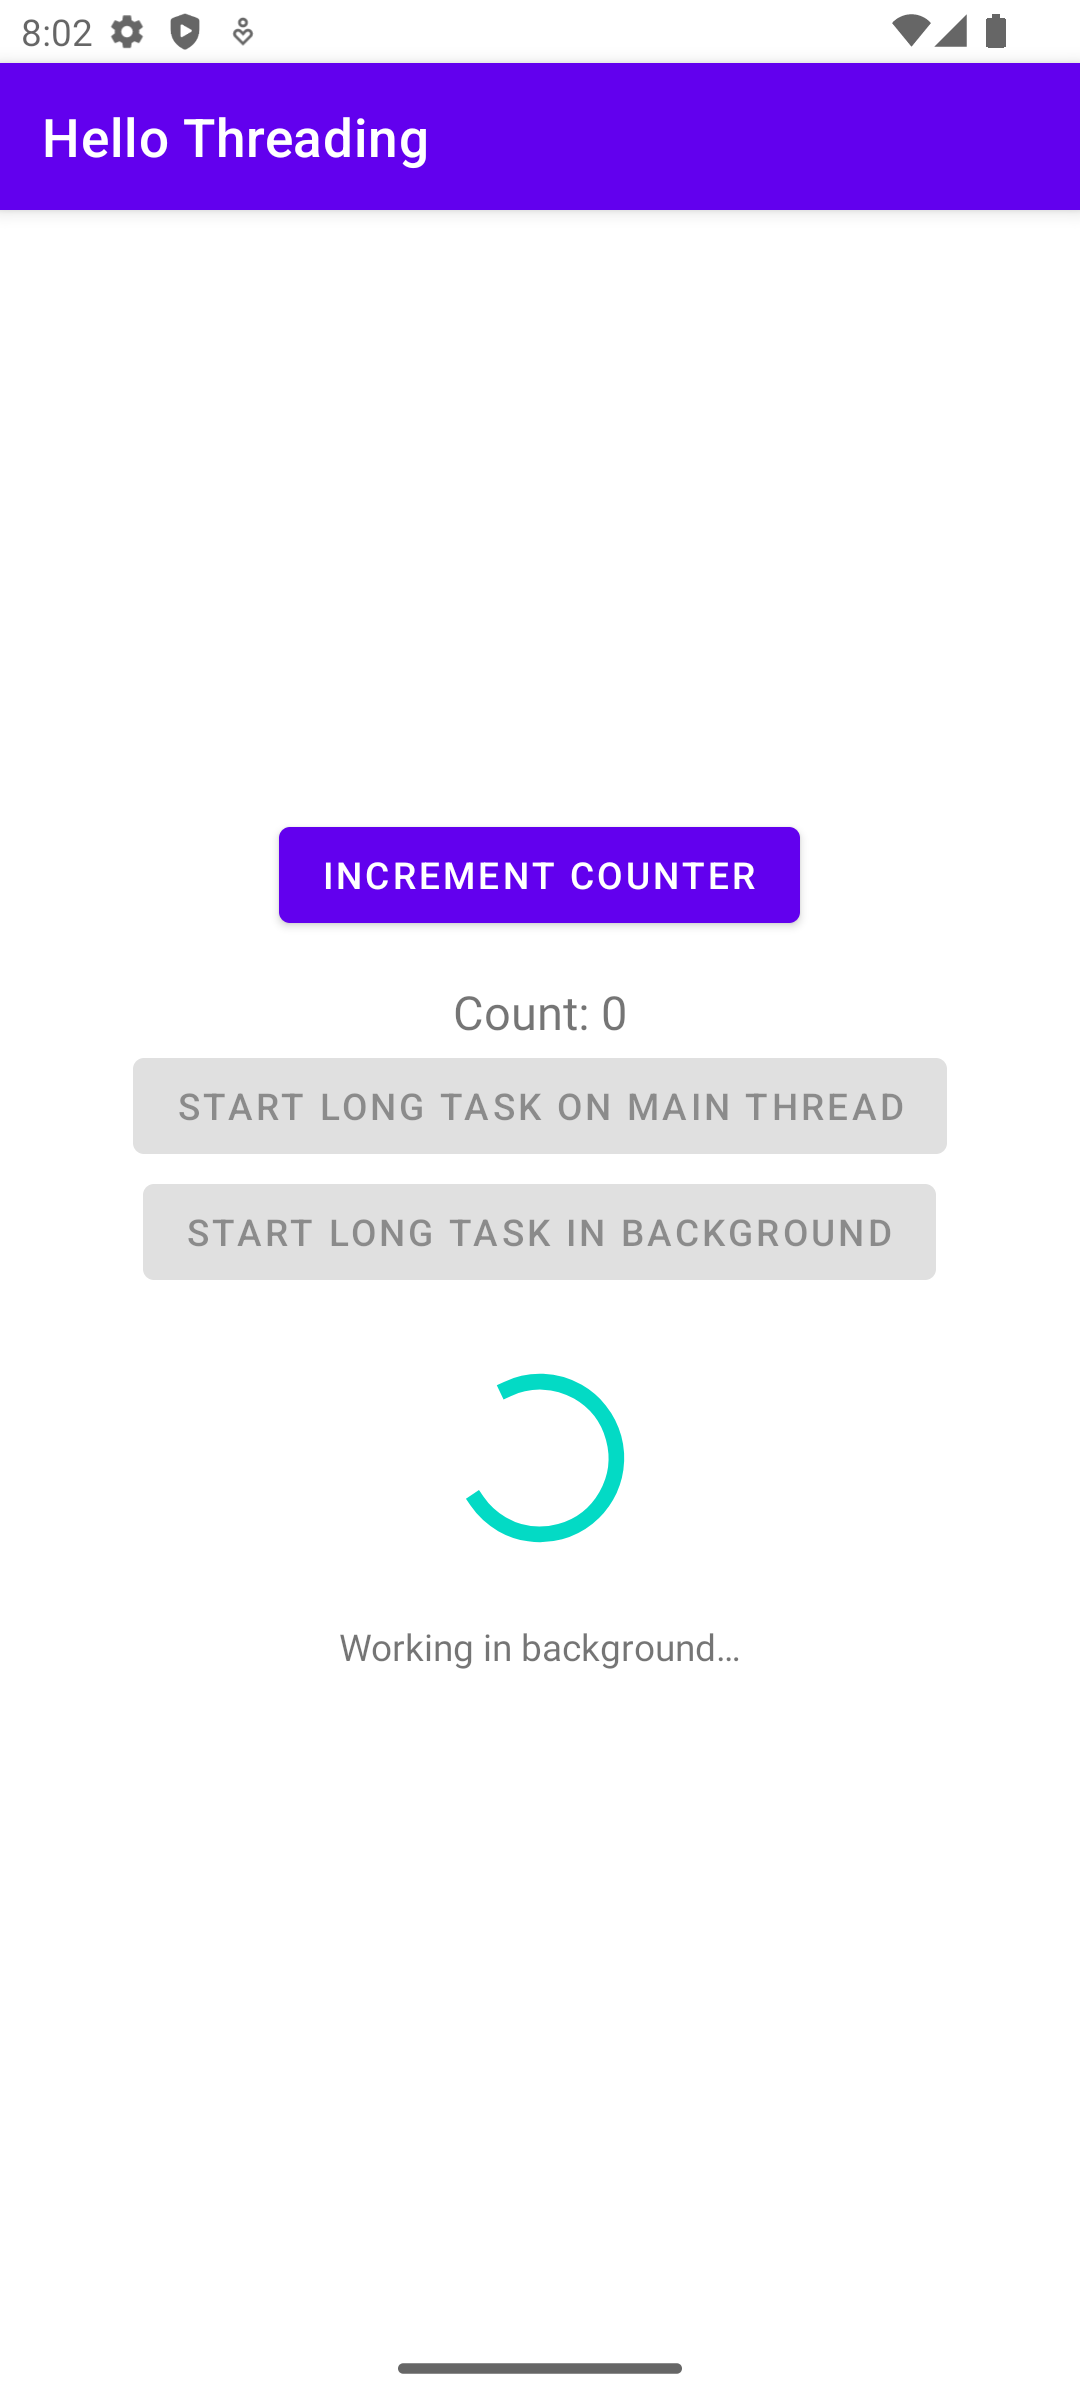 8:02
Hello Threading
INCREMENT COUNTER
Count: 0
START LONG TASK ON MAIN THREAD
START LONG TASK IN BACKGROUND
Working in background…